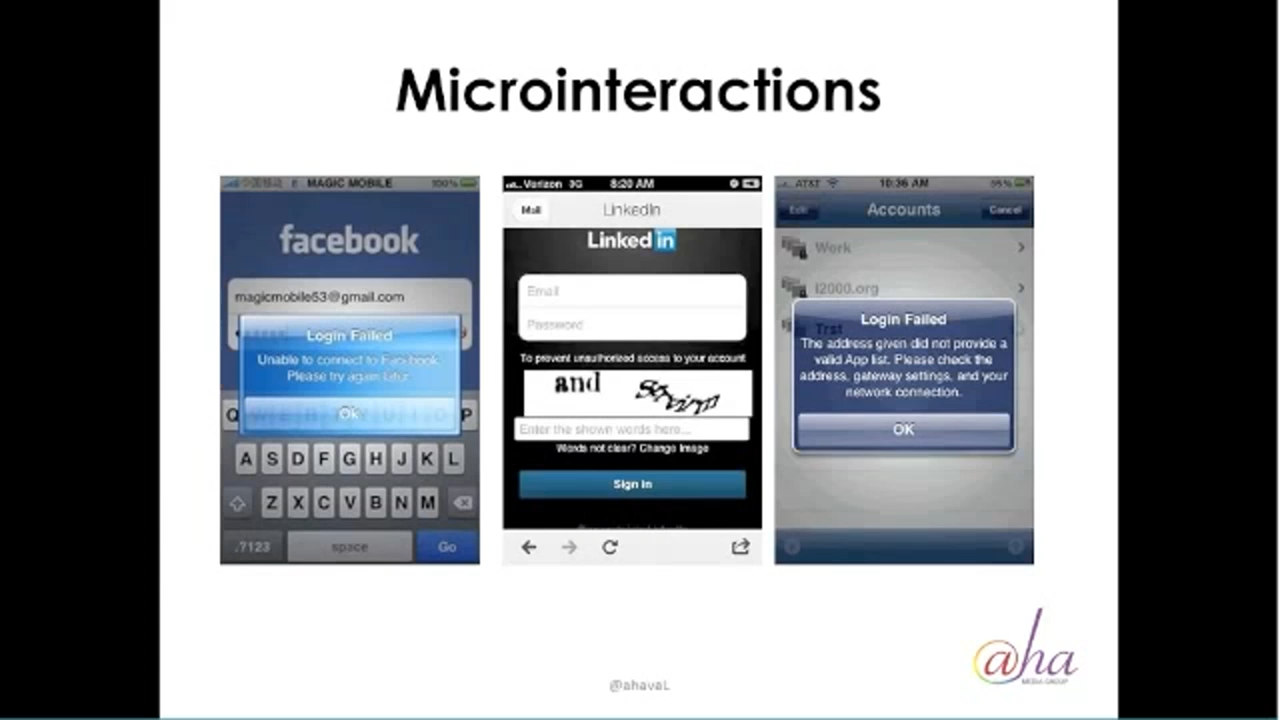 Microinteractions
MAGIC MOBILE 100%
facebook
magicmobile53@gmail.com
Login Failed
Unable to connect to Facebook.
Please try again later.
OK
Q W E R T Y U I O P
A S D F G H J K L
Z X C V B N M
.?123 space Go
Verizon 3G 8:20 AM
Mail LinkedIn
Linked in
Email
Password
To prevent unauthorized access to your account
and
Enter the shown words here...
Words not clear? Change Image
Sign In
AT&T 10:36 AM
Edit Accounts Cancel
Work
l2000.org
Login Failed
The address given did not provide a
valid App list. Please check the
address, gateway settings, and your
network connection.
OK
@aha
MEDIA GROUP
@ahavaL